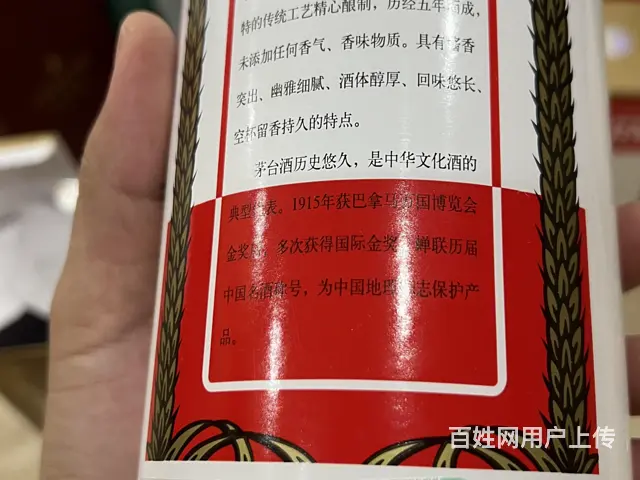 特的传统工艺精心酿制，历经五年而成，
未添加任何香气、香味物质。具有酱香
突出、幽雅细腻、酒体醇厚、回味悠长、
空杯留香持久的特点。
茅台酒历史悠久，是中华文化酒的
典型代表。1915年获巴拿马万国博览会
金奖，多次获得国际金奖，蝉联历届
中国名酒称号，为中国地理标志保护产
品。
百姓网用户上传